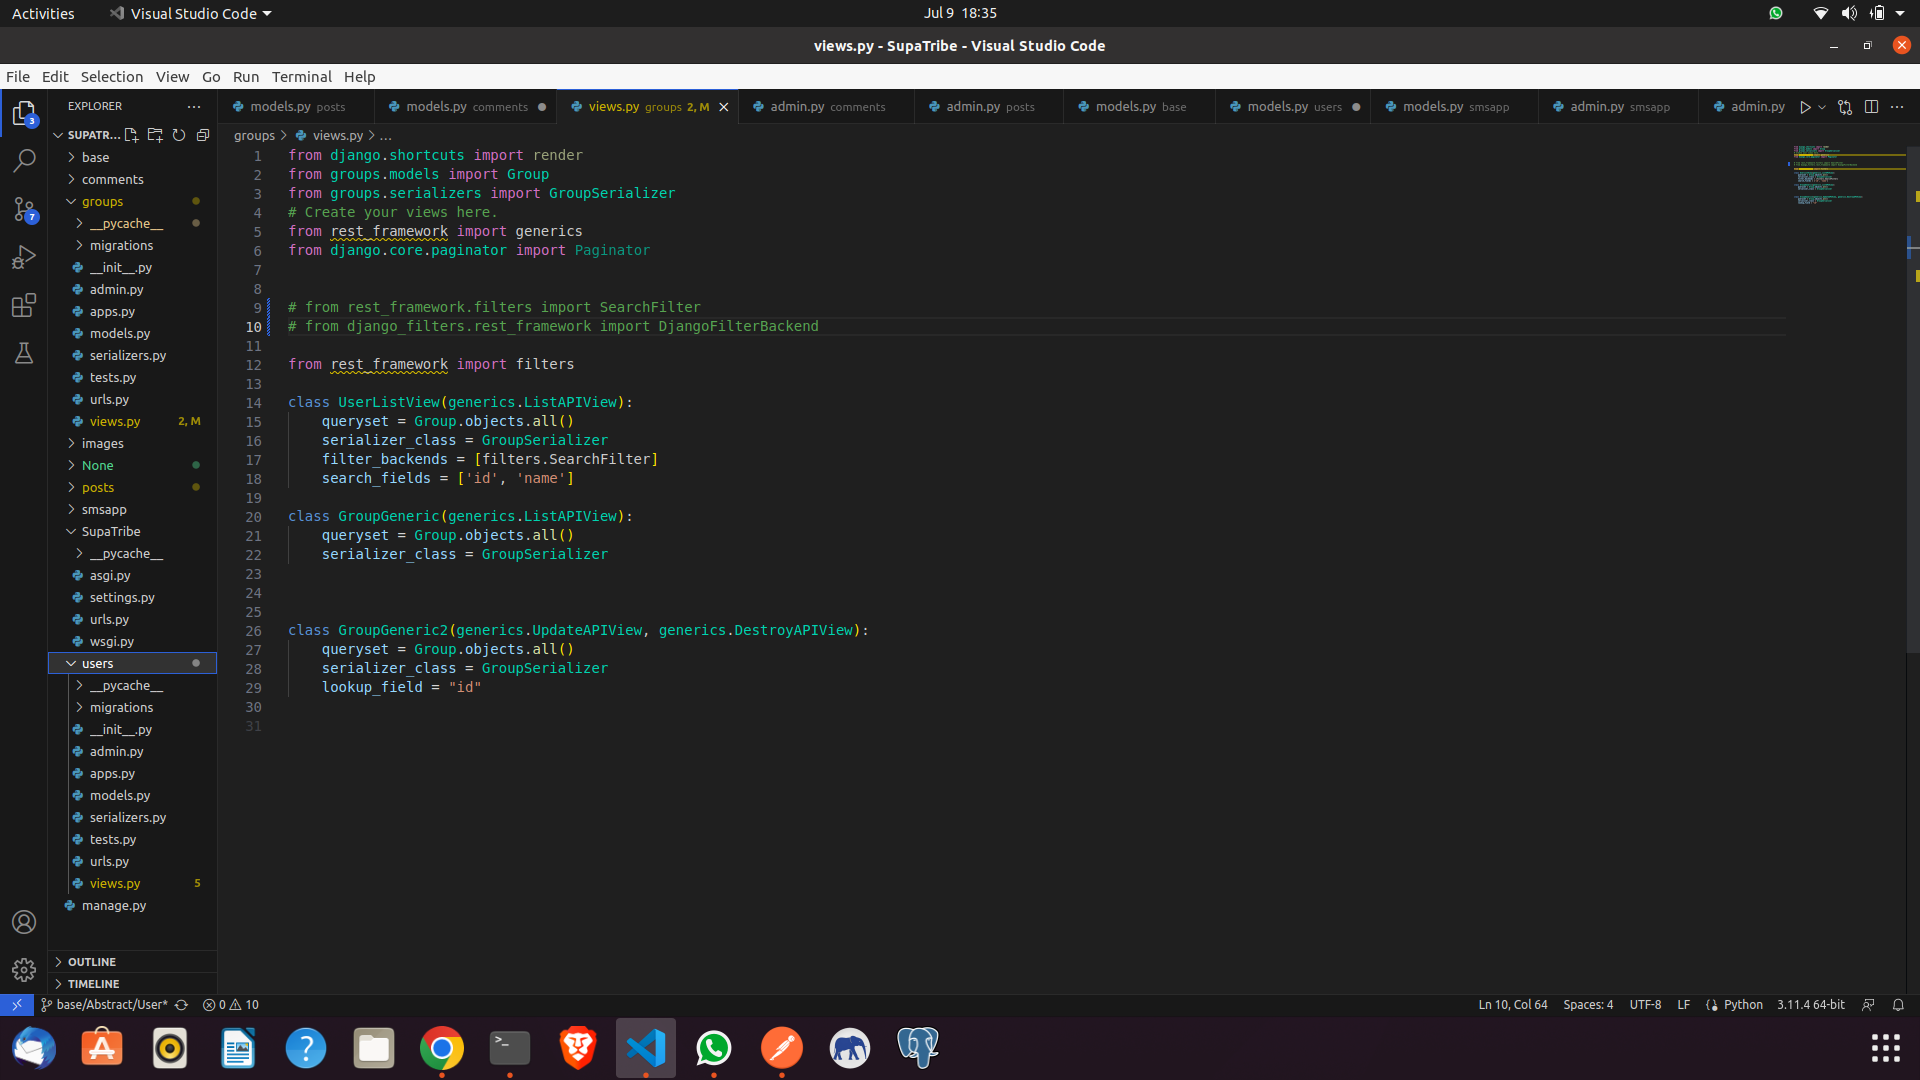 Activities
Visual Studio Code
Jul 9 18:35
views.py - SupaTribe - Visual Studio Code
File Edit Selection View Go Run Terminal Help
3
EXPLORER
models.py posts
models.py comments
views.py groups 2, M
admin.py comments
admin.py posts
models.py base
models.py users
models.py smsapp
admin.py smsapp
admin.py
SUPATR...
groups > views.py > ...
base
comments
groups
__pycache__
migrations
__init__.py
admin.py
apps.py
models.py
serializers.py
tests.py
urls.py
views.py 2, M
images
None
posts
smsapp
SupaTribe
__pycache__
asgi.py
settings.py
urls.py
wsgi.py
users
__pycache__
migrations
__init__.py
admin.py
apps.py
models.py
serializers.py
tests.py
urls.py
views.py 5
manage.py
OUTLINE
TIMELINE
7
1 from django.shortcuts import render
2 from groups.models import Group
3 from groups.serializers import GroupSerializer
4 # Create your views here.
5 from rest_framework import generics
6 from django.core.paginator import Paginator
7
8
9 # from rest_framework.filters import SearchFilter
10 # from django_filters.rest_framework import DjangoFilterBackend
11
12 from rest_framework import filters
13
14 class UserListView(generics.ListAPIView):
15 queryset = Group.objects.all()
16 serializer_class = GroupSerializer
17 filter_backends = [filters.SearchFilter]
18 search_fields = ['id', 'name']
19
20 class GroupGeneric(generics.ListAPIView):
21 queryset = Group.objects.all()
22 serializer_class = GroupSerializer
23
24
25
26 class GroupGeneric2(generics.UpdateAPIView, generics.DestroyAPIView):
27 queryset = Group.objects.all()
28 serializer_class = GroupSerializer
29 lookup_field = "id"
30
31
base/Abstract/User* 0 10
Ln 10, Col 64 Spaces: 4 UTF-8 LF Python 3.11.4 64-bit